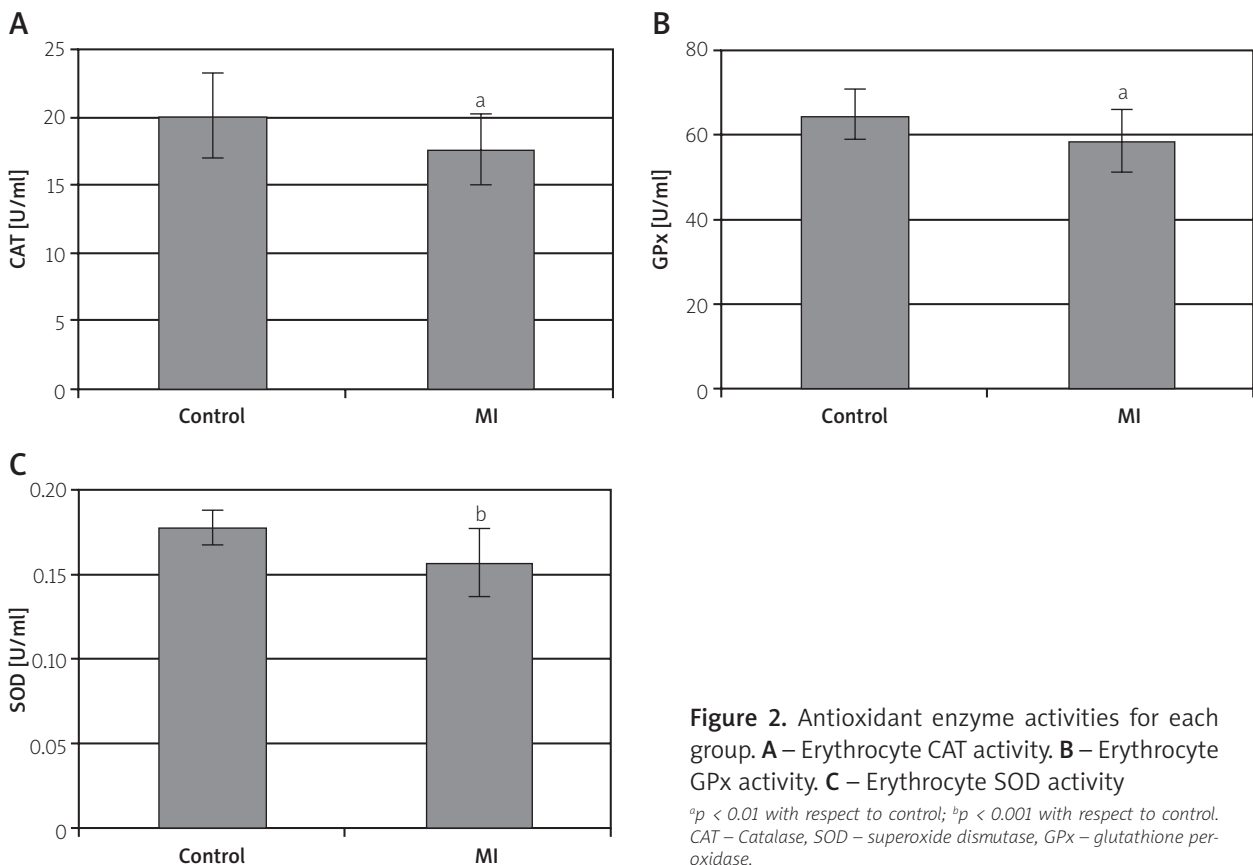 A
25
20
15
10
5
0
CAT [U/ml]
a
Control MI
B
80
60
40
20
0
GPx [U/ml]
a
Control MI
C
0.20
0.15
0.10
0.05
0
SOD [U/ml]
b
Control MI
Figure 2. Antioxidant enzyme activities for each
group. A – Erythrocyte CAT activity. B – Erythrocyte
GPx activity. C – Erythrocyte SOD activity
ᵃp < 0.01 with respect to control; ᵇp < 0.001 with respect to control.
CAT – Catalase, SOD – superoxide dismutase, GPx – glutathione per-
oxidase.